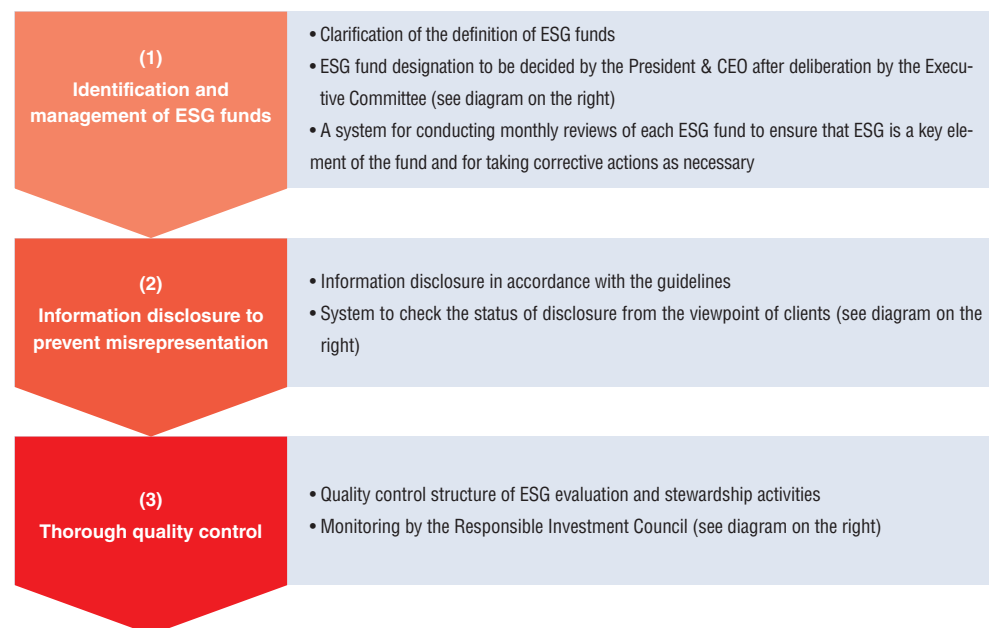 (1)
Identification and
management of ESG funds
• Clarification of the definition of ESG funds
• ESG fund designation to be decided by the President & CEO after deliberation by the Execu-
tive Committee (see diagram on the right)
• A system for conducting monthly reviews of each ESG fund to ensure that ESG is a key ele-
ment of the fund and for taking corrective actions as necessary
(2)
Information disclosure to
prevent misrepresentation
• Information disclosure in accordance with the guidelines
• System to check the status of disclosure from the viewpoint of clients (see diagram on the
right)
(3)
Thorough quality control
• Quality control structure of ESG evaluation and stewardship activities
• Monitoring by the Responsible Investment Council (see diagram on the right)